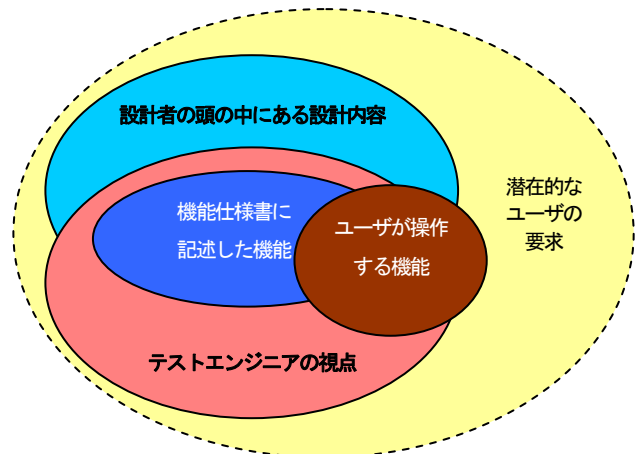 設計者の頭の中にある設計内容
機能仕様書に
記述した機能
ユーザが操作
する機能
潜在的な
ユーザの
要求
テストエンジニアの視点